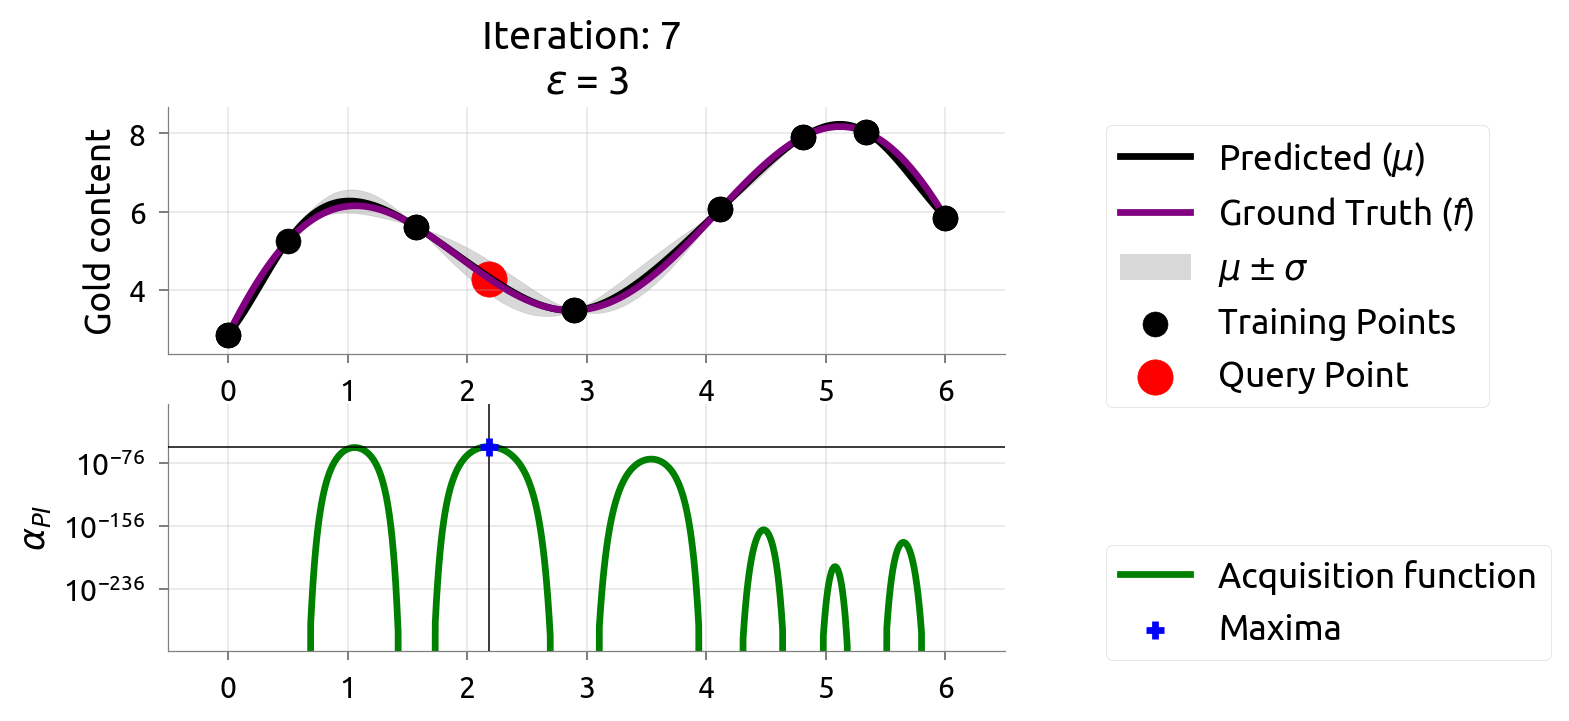 Iteration: 7
ε = 3
Gold content
8
6
4
0 1 2 3 4 5 6
Predicted (μ)
Ground Truth (f)
μ ± σ
Training Points
Query Point
α_PI
10⁻⁷⁶
10⁻¹⁵⁶
10⁻²³⁶
0 1 2 3 4 5 6
Acquisition function
Maxima